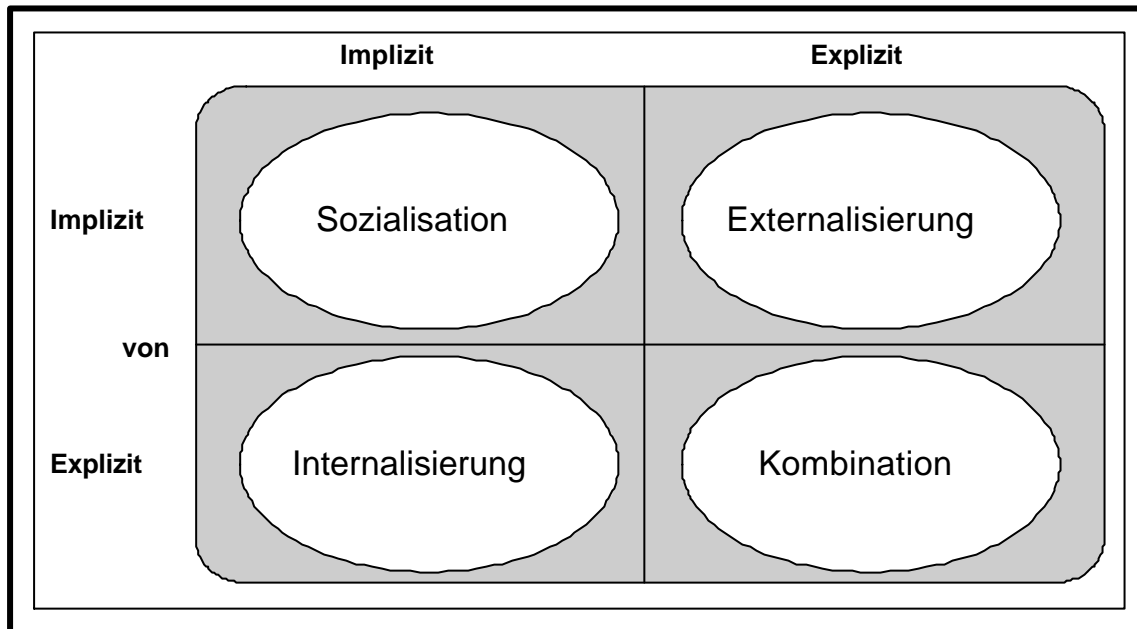 Implizit Explizit
Implizit Sozialisation Externalisierung
von
Explizit Internalisierung Kombination